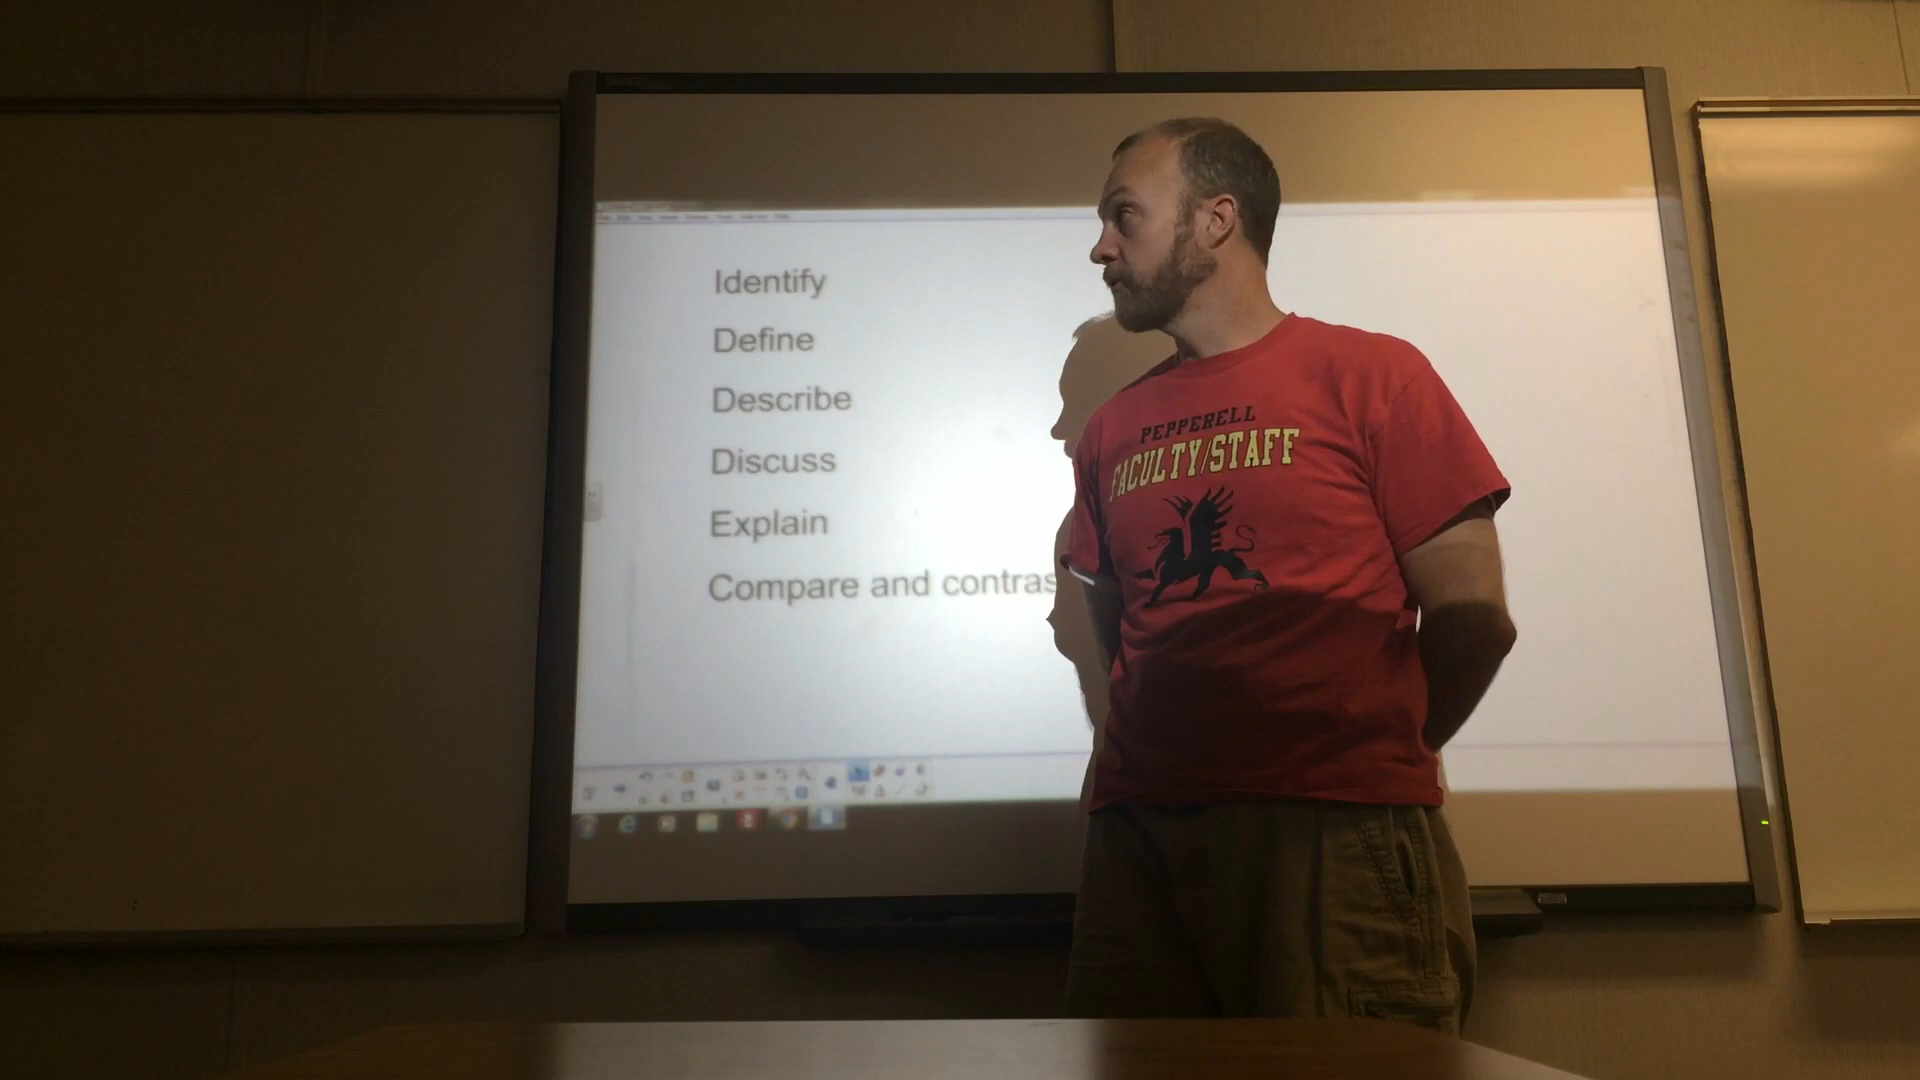 Identify
Define
Describe
Discuss
Explain
Compare and contras
PEPPERELL
FACULTY/STAFF